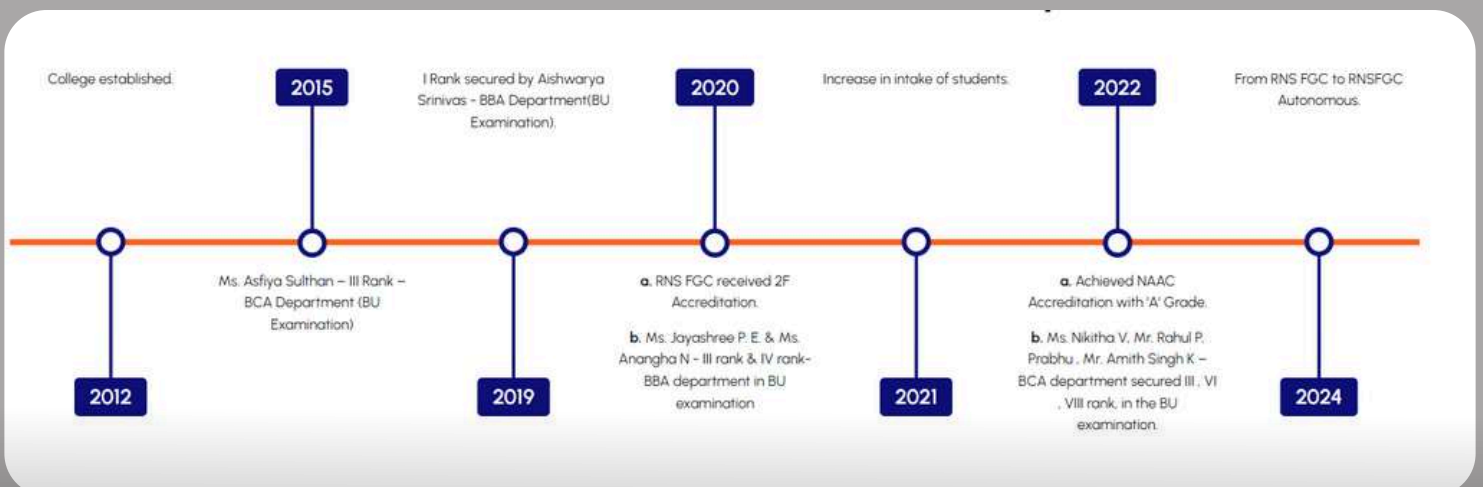 College established.
2012
2015
Ms. Asfiya Sulthan – III Rank –
BCA Department (BU
Examination)
I Rank secured by Aishwarya
Srinivas - BBA Department(BU
Examination).
2019
2020
a. RNS FGC received 2F
Accreditation.
b. Ms. Jayashree P. E. & Ms.
Anangha N - III rank & IV rank-
BBA department in BU
examination
Increase in intake of students.
2021
2022
a. Achieved NAAC
Accreditation with 'A' Grade.
b. Ms. Nikitha V, Mr. Rahul P.
Prabhu , Mr. Amith Singh K –
BCA department secured III , VI
, VIII rank, in the BU
examination.
From RNS FGC to RNSFGC
Autonomous.
2024